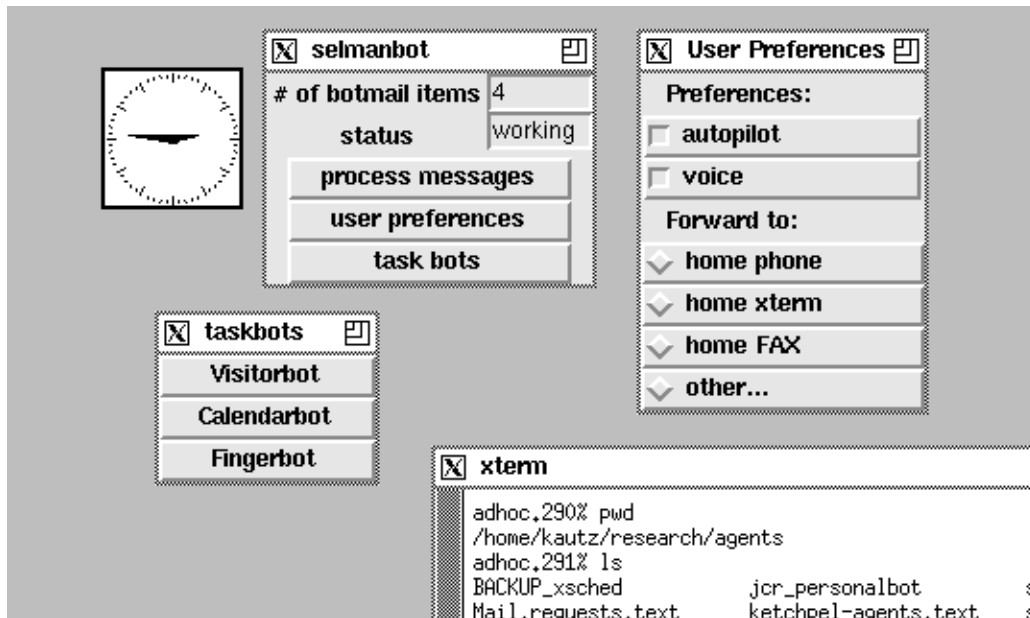 selmanbot
# of botmail items 4
status working
process messages
user preferences
task bots
User Preferences
Preferences:
autopilot
voice
Forward to:
home phone
home xterm
home FAX
other...
taskbots
Visitorbot
Calendarbot
Fingerbot
xterm
adhoc.290% pwd
/home/kautz/research/agents
adhoc.291% ls
BACKUP_xsched jcr_personalbot s
Mail.requests.text ketchpel-agents.text s